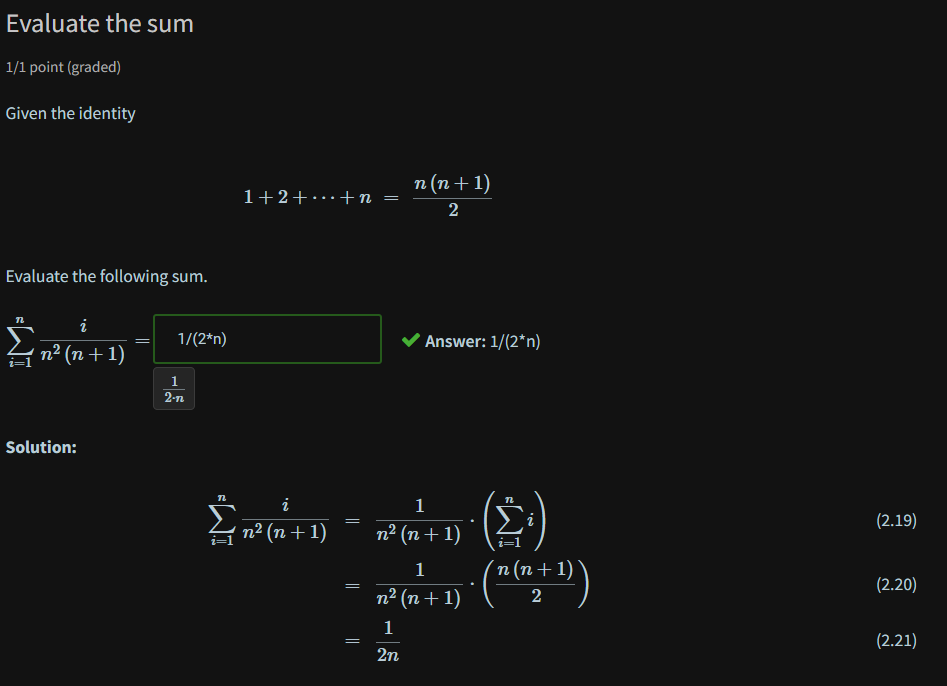 Evaluate the sum
1/1 point (graded)
Given the identity
1 + 2 + ⋯ + n = n (n + 1) / 2
Evaluate the following sum.
∑_{i=1}^{n} i / (n² (n + 1)) = 1/(2*n) ✔ Answer: 1/(2*n)
1 / (2·n)
Solution:
∑_{i=1}^{n} i / (n² (n + 1)) = 1 / (n² (n + 1)) · (∑_{i=1}^{n} i) (2.19)
= 1 / (n² (n + 1)) · (n (n + 1) / 2) (2.20)
= 1 / 2n (2.21)